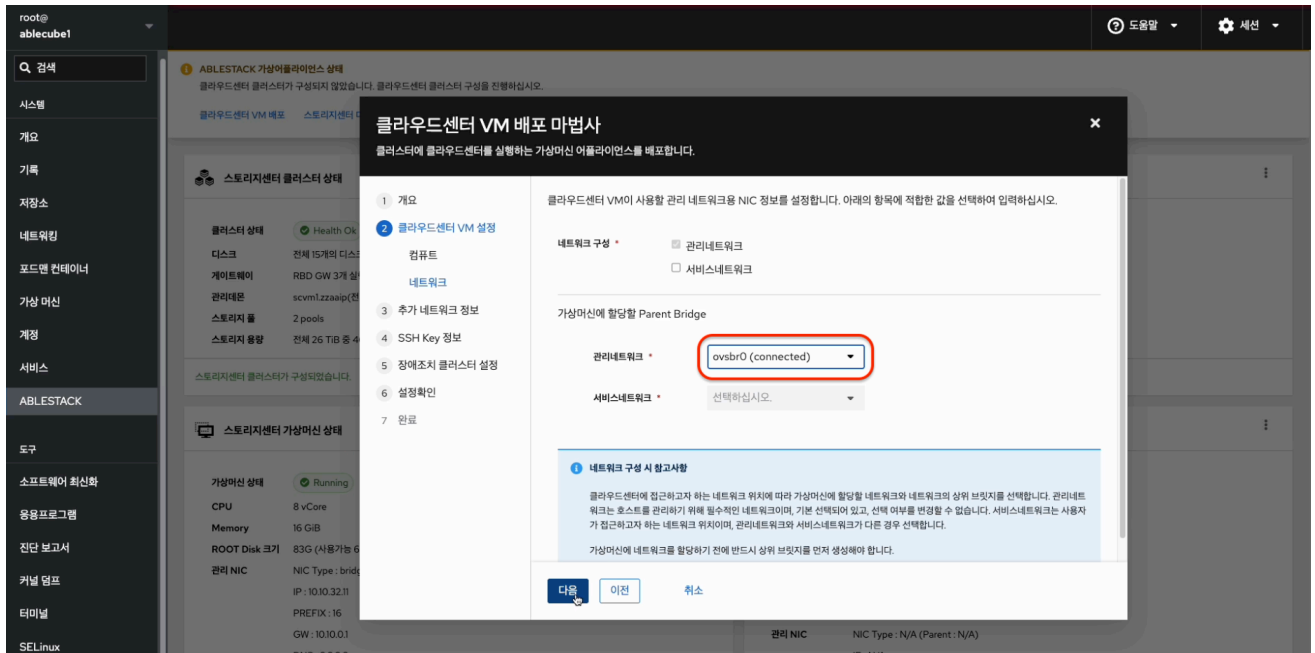 root@
ablecube1
도움말
세션
검색
시스템
개요
기록
저장소
네트워킹
포드맨 컨테이너
가상 머신
계정
서비스
ABLESTACK
도구
소프트웨어 최신화
응용프로그램
진단 보고서
커널 덤프
터미널
SELinux
ABLESTACK 가상어플라이언스 상태
클라우드센터 클러스터가 구성되지 않았습니다. 클라우드센터 클러스터 구성을 진행하십시오.
클라우드센터 VM 배포 스토리지센터
스토리지센터 클러스터 상태
클러스터 상태 Health Ok
디스크 전체 15개의 디스
게이트웨이 RBD GW 3개
관리데몬 scvm1.zzaaip(전
스토리지 풀 2 pools
스토리지 용량 전체 26 TiB 중
스토리지센터 클러스터가 구성되었습니다.
스토리지센터 가상머신 상태
가상머신 상태 Running
CPU 8 vCore
Memory 16 GiB
ROOT Disk 크기 83G (사용가능 6
관리 NIC NIC Type : bridg
IP : 10.10.32.11
PREFIX : 16
GW : 10.10.0.1
클라우드센터 VM 배포 마법사
클러스터에 클라우드센터를 실행하는 가상머신 어플라이언스를 배포합니다.
1 개요
2 클라우드센터 VM 설정
컴퓨트
네트워크
3 추가 네트워크 정보
4 SSH Key 정보
5 장애조치 클러스터 설정
6 설정확인
7 완료
클라우드센터 VM이 사용할 관리 네트워크용 NIC 정보를 설정합니다. 아래의 항목에 적합한 값을 선택하여 입력하십시오.
네트워크 구성 * 관리네트워크
서비스네트워크
가상머신에 할당할 Parent Bridge
관리네트워크 * ovsbr0 (connected)
서비스네트워크 * 선택하십시오.
네트워크 구성 시 참고사항
클라우드센터에 접근하고자 하는 네트워크 위치에 따라 가상머신에 할당할 네트워크와 네트워크의 상위 브릿지를 선택합니다. 관리네트
워크는 호스트를 관리하기 위해 필수적인 네트워크이며, 기본 선택되어 있고, 선택 여부를 변경할 수 없습니다. 서비스네트워크는 사용자
가 접근하고자 하는 네트워크 위치이며, 관리네트워크와 서비스네트워크가 다른 경우 선택합니다.
가상머신에 네트워크를 할당하기 전에 반드시 상위 브릿지를 먼저 생성해야 합니다.
다음 이전 취소
관리 NIC NIC Type : N/A (Parent : N/A)